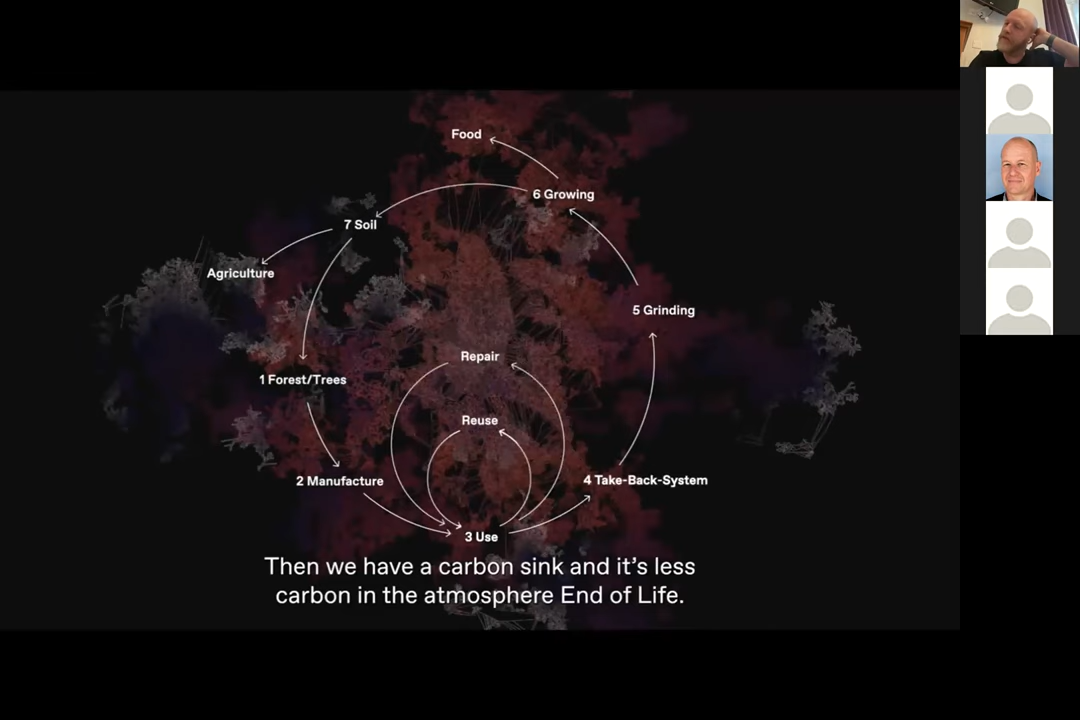 Food
6 Growing
7 Soil
Agriculture
5 Grinding
Repair
1 Forest/Trees
Reuse
2 Manufacture
4 Take-Back-System
3 Use
Then we have a carbon sink and it’s less
carbon in the atmosphere End of Life.